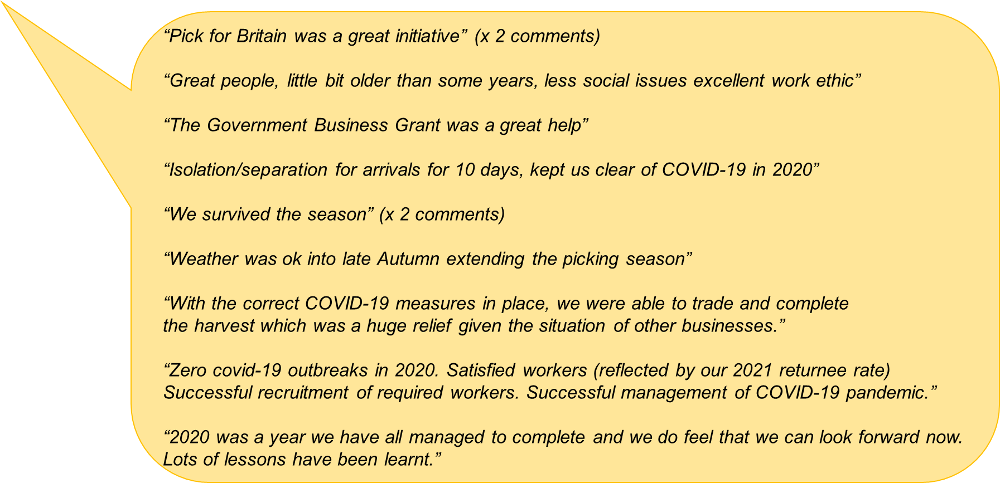 “Pick for Britain was a great initiative” (x 2 comments)
“Great people, little bit older than some years, less social issues excellent work ethic”
“The Government Business Grant was a great help”
“Isolation/separation for arrivals for 10 days, kept us clear of COVID-19 in 2020”
“We survived the season” (x 2 comments)
“Weather was ok into late Autumn extending the picking season”
“With the correct COVID-19 measures in place, we were able to trade and complete
the harvest which was a huge relief given the situation of other businesses.”
“Zero covid-19 outbreaks in 2020. Satisfied workers (reflected by our 2021 returnee rate)
Successful recruitment of required workers. Successful management of COVID-19 pandemic.”
“2020 was a year we have all managed to complete and we do feel that we can look forward now.
Lots of lessons have been learnt.”